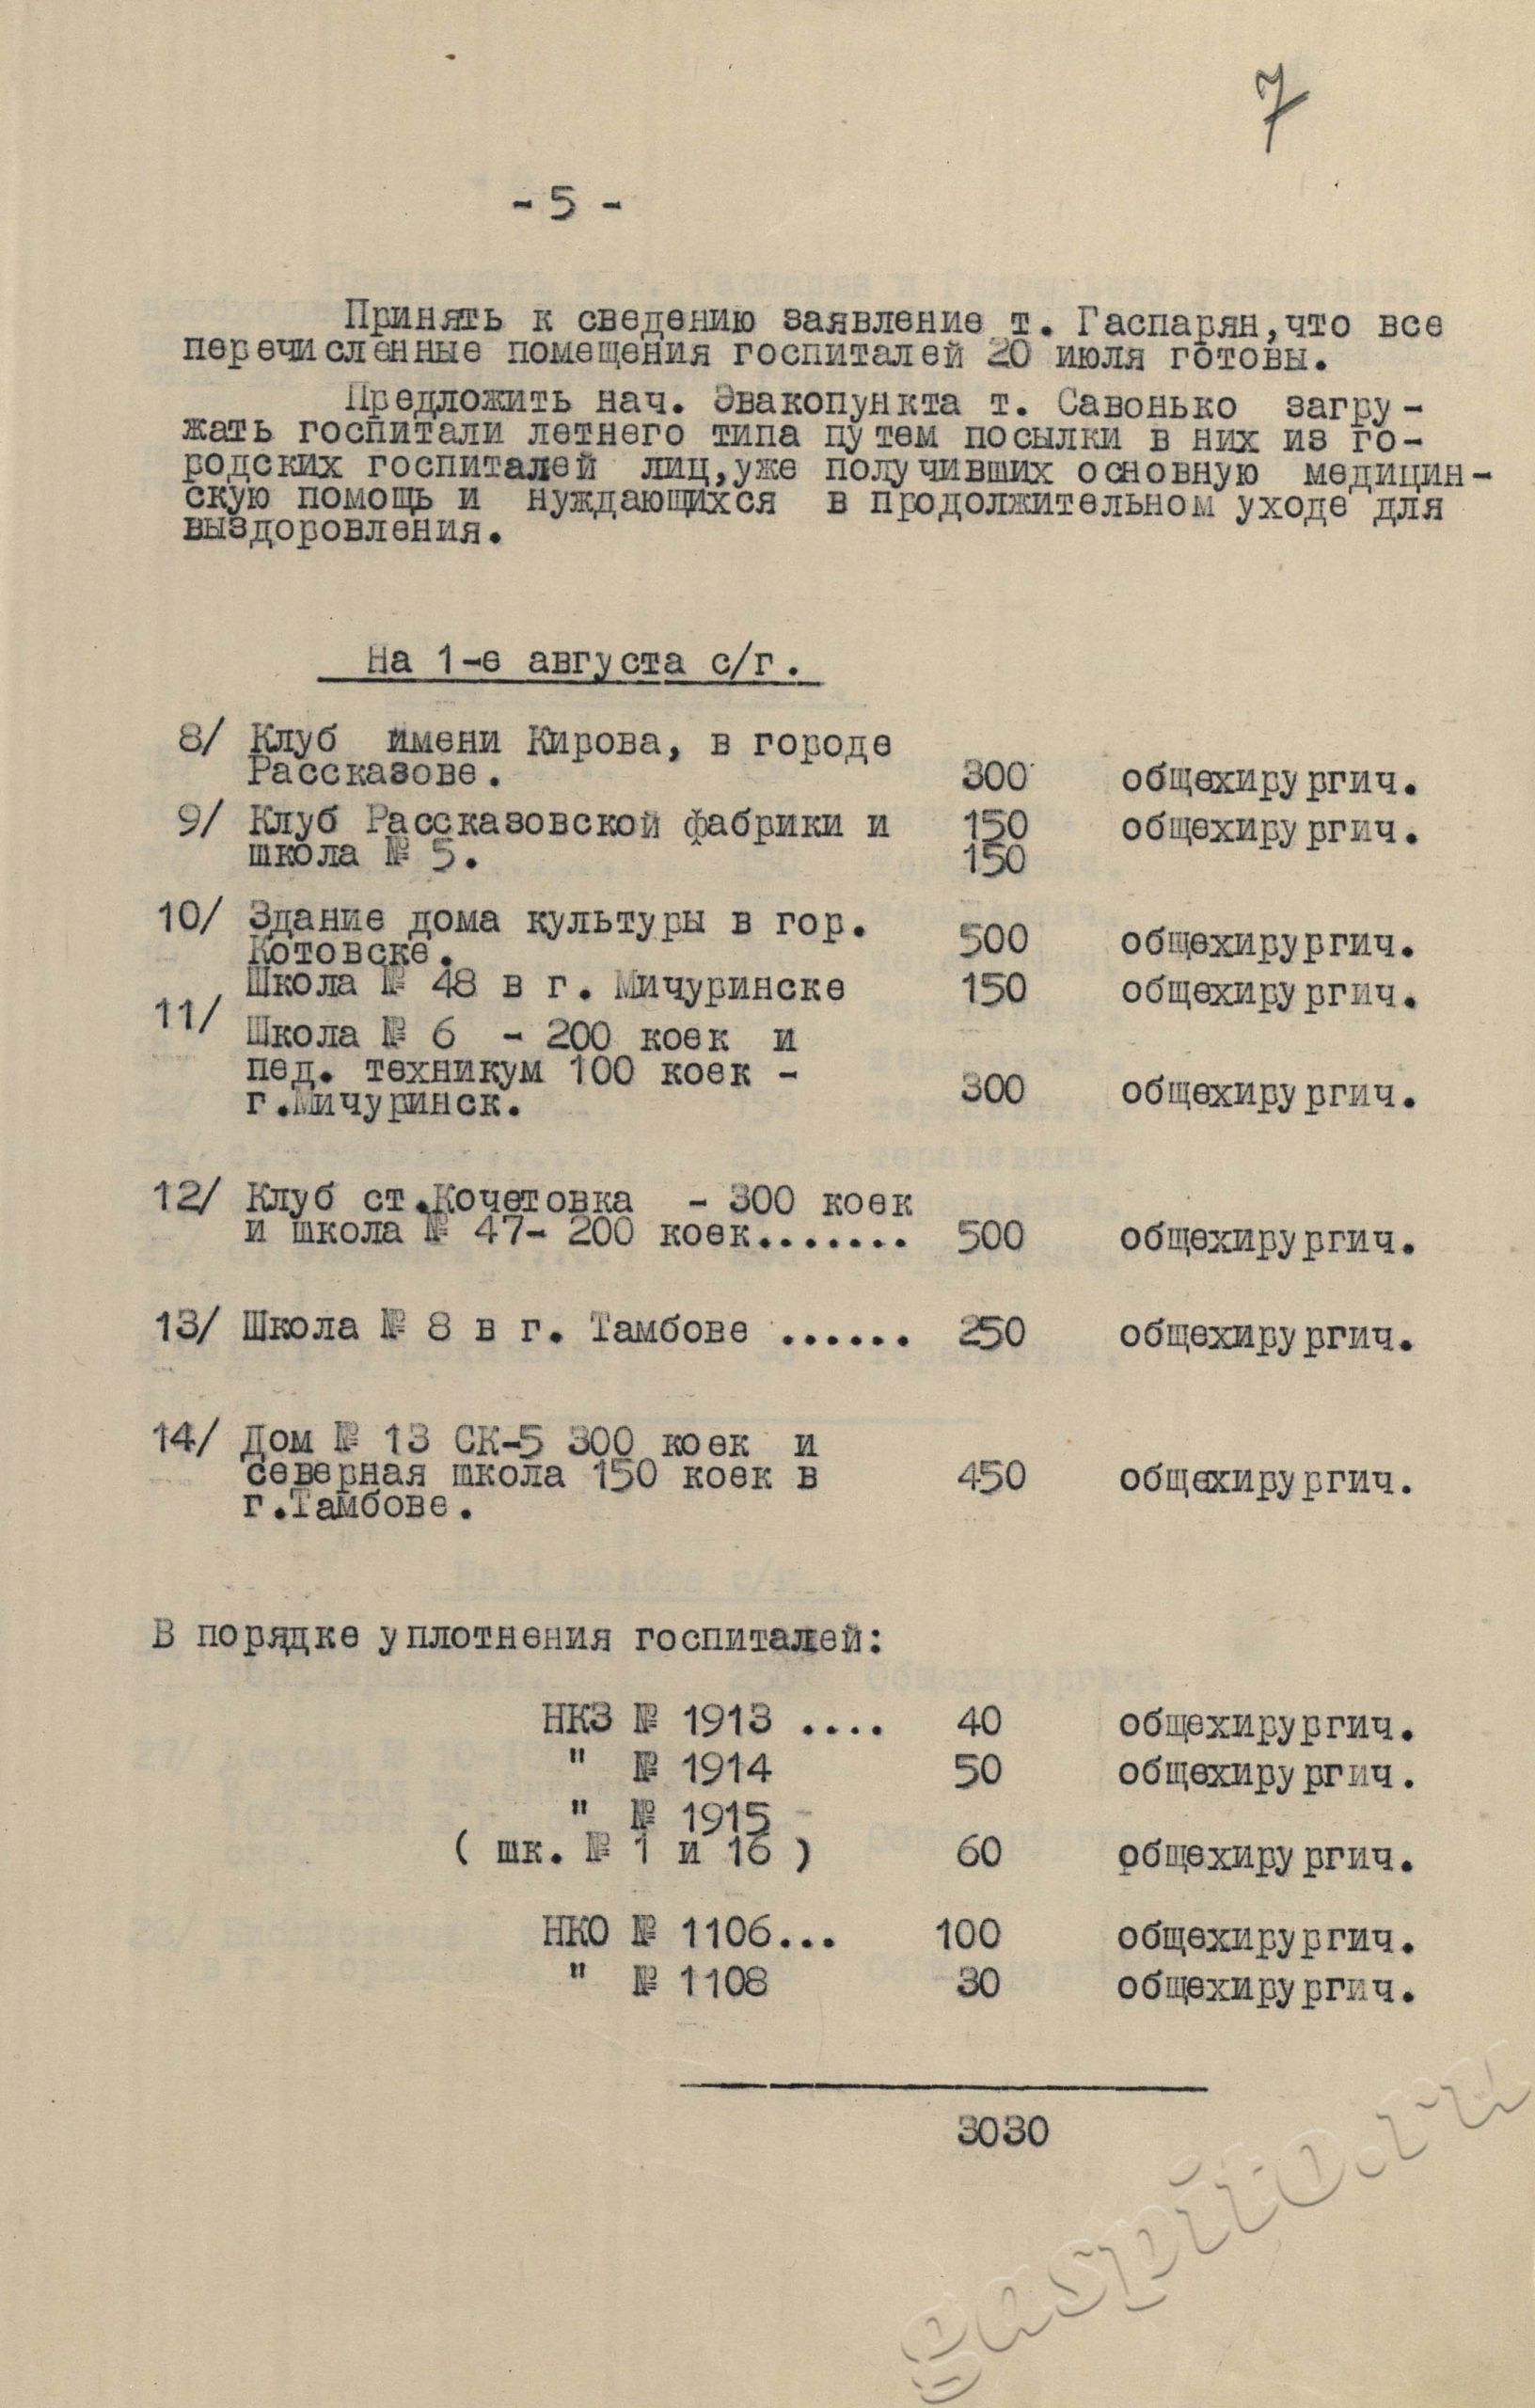 7
- 5 -
Принять к сведению заявление т. Гаспарян,что все
перечисленные помещения госпиталей 20 июля готовы.
Предложить нач. Эвакопункта т. Савонько загру-
жать госпитали летнего типа путем посылки в них из го-
родских госпиталей лиц,уже получивших основную медицин-
скую помощь и нуждающихся в продолжительном уходе для
выздоровления.
На 1-е августа с/г.
8/ Клуб имени Кирова, в городе
Рассказове. 300 общехирургич.
9/ Клуб Рассказовской фабрики и 150 общехирургич.
школа № 5. 150
10/ Здание дома культуры в гор.
Котовске. 500 общехирургич.
Школа № 48 в г. Мичуринске 150 общехирургич.
11/
Школа № 6 - 200 коек и
пед. техникум 100 коек -
г.Мичуринск. 300 общехирургич.
12/ Клуб ст.Кочетовка - 300 коек
и школа № 47- 200 коек....... 500 общехирургич.
13/ Школа № 8 в г. Тамбове ...... 250 общехирургич.
14/ Дом № 13 СК-5 300 коек и
северная школа 150 коек в 450 общехирургич.
г.Тамбове.
В порядке уплотнения госпиталей:
НКЗ № 1913 .... 40 общехирургич.
" № 1914 50 общехирургич.
" № 1915
( шк. № 1 и 16 ) 60 общехирургич.
НКО № 1106... 100 общехирургич.
" № 1108 30 общехирургич.
3030
gaspito.ru